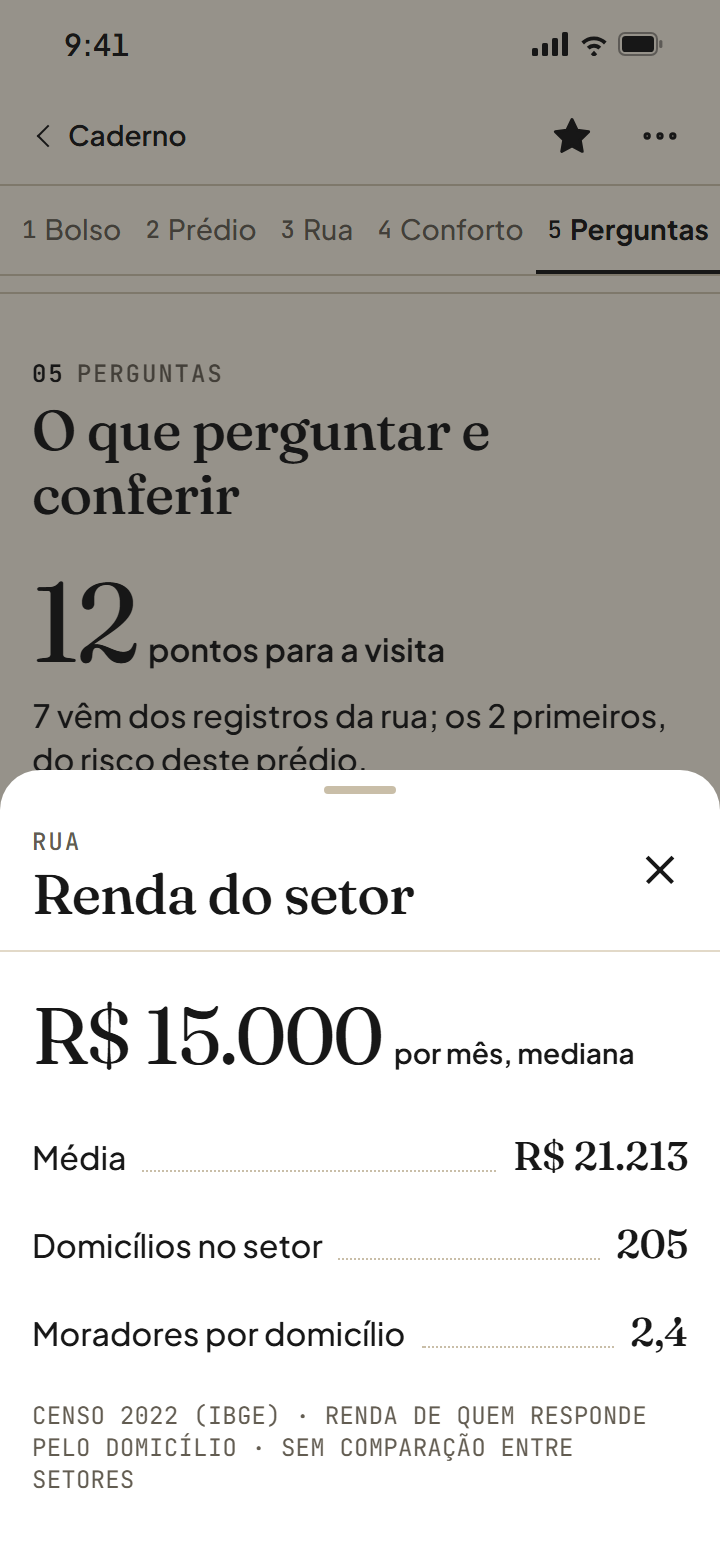 9:41
Caderno
1 Bolso 2 Prédio 3 Rua 4 Conforto 5 Perguntas
05 PERGUNTAS
O que perguntar e
conferir
12 pontos para a visita
7 vêm dos registros da rua; os 2 primeiros,
do risco deste prédio.
RUA
Renda do setor
R$ 15.000 por mês, mediana
Média R$ 21.213
Domicílios no setor 205
Moradores por domicílio 2,4
CENSO 2022 (IBGE) · RENDA DE QUEM RESPONDE
PELO DOMICÍLIO · SEM COMPARAÇÃO ENTRE
SETORES